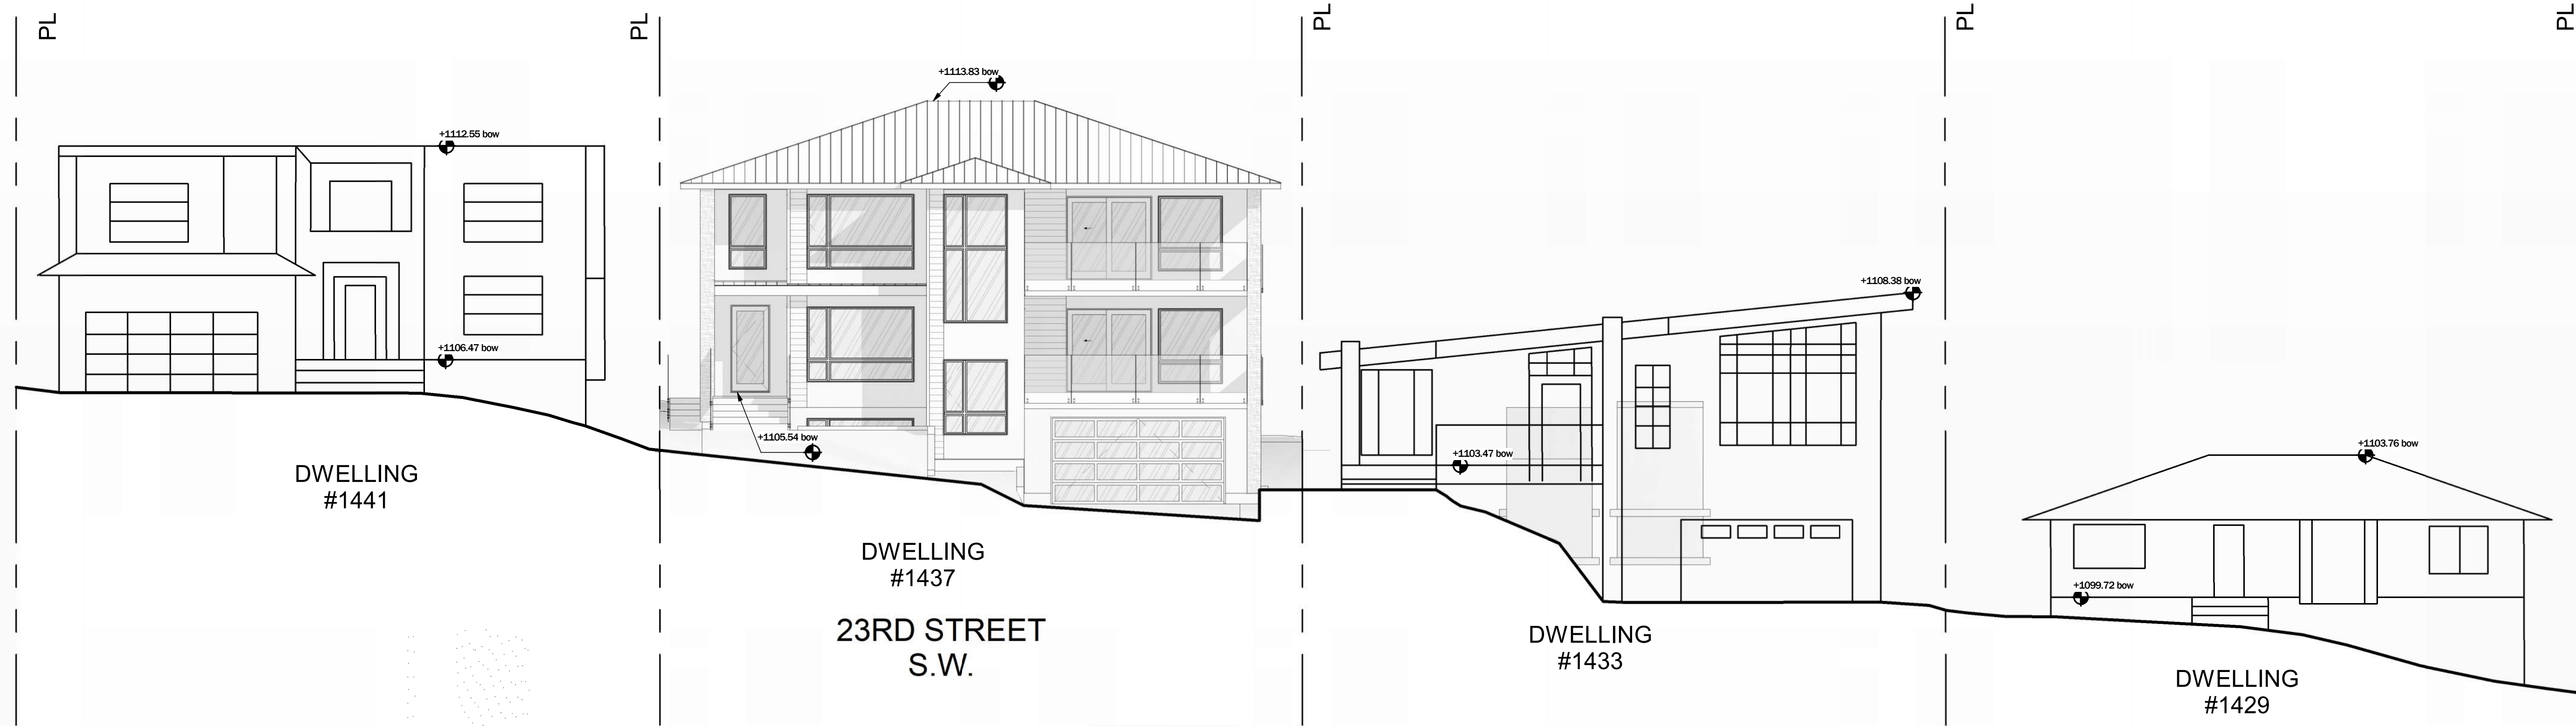 PL
PL
PL
PL
PL
+1113.83 bow
+1112.55 bow
+1108.38 bow
+1106.47 bow
+1105.54 bow
+1103.47 bow
+1103.76 bow
+1099.72 bow
DWELLING
#1441
DWELLING
#1437
23RD STREET
S.W.
DWELLING
#1433
DWELLING
#1429